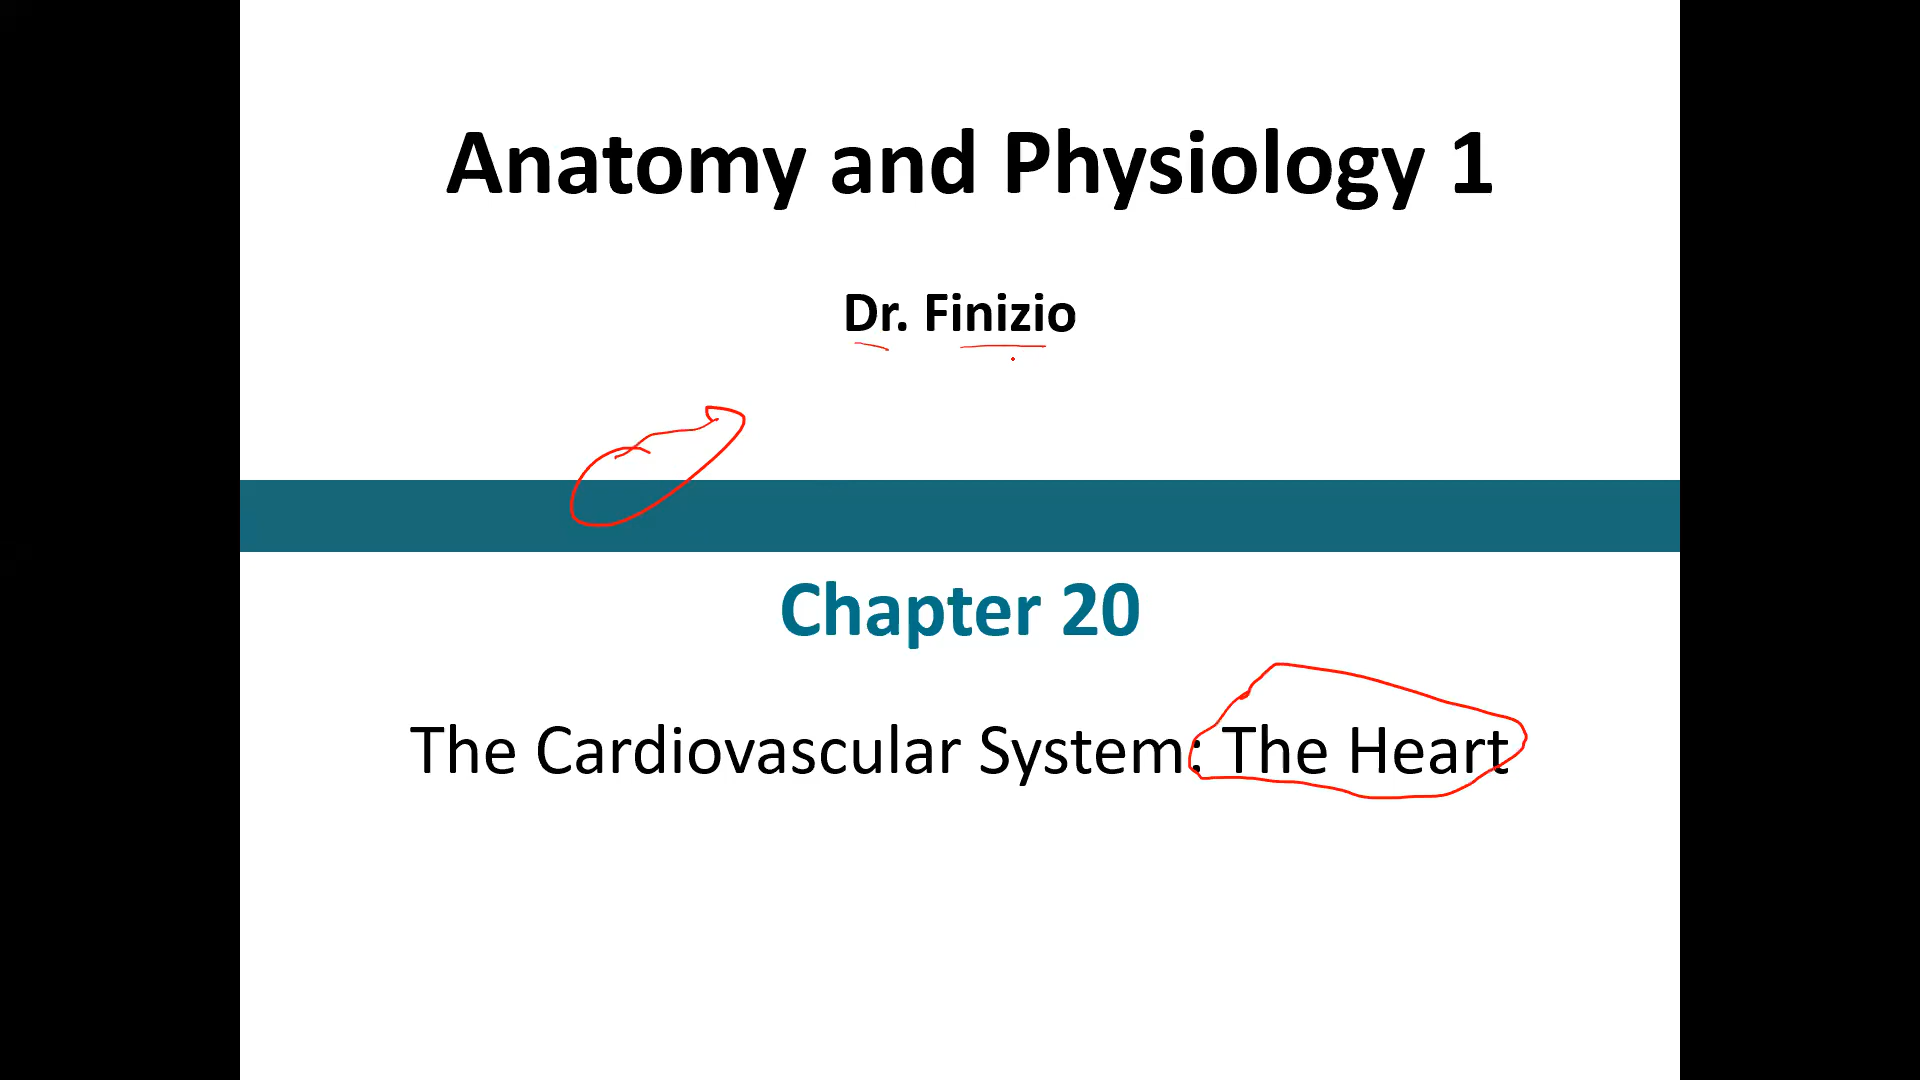 Anatomy and Physiology 1
Dr. Finizio
Chapter 20
The Cardiovascular System: The Heart